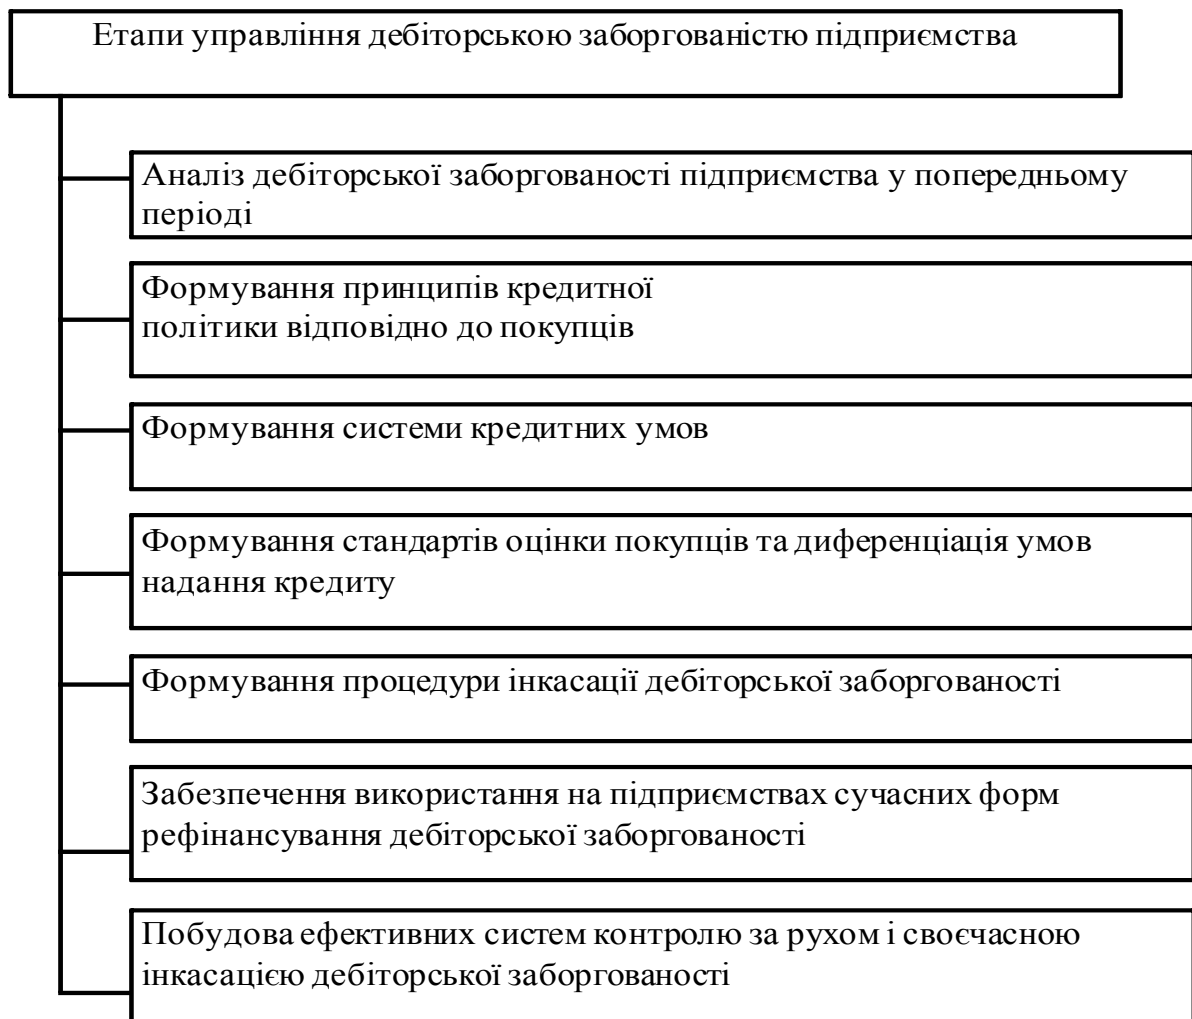 Етапи управління дебіторською заборгованістю підприємства
Аналіз дебіторської заборгованості підприємства у попередньому
періоді
Формування принципів кредитної
політики відповідно до покупців
Формування системи кредитних умов
Формування стандартів оцінки покупців та диференціація умов
надання кредиту
Формування процедури інкасації дебіторської заборгованості
Забезпечення використання на підприємствах сучасних форм
рефінансування дебіторської заборгованості
Побудова ефективних систем контролю за рухом і своєчасною
інкасацією дебіторської заборгованості